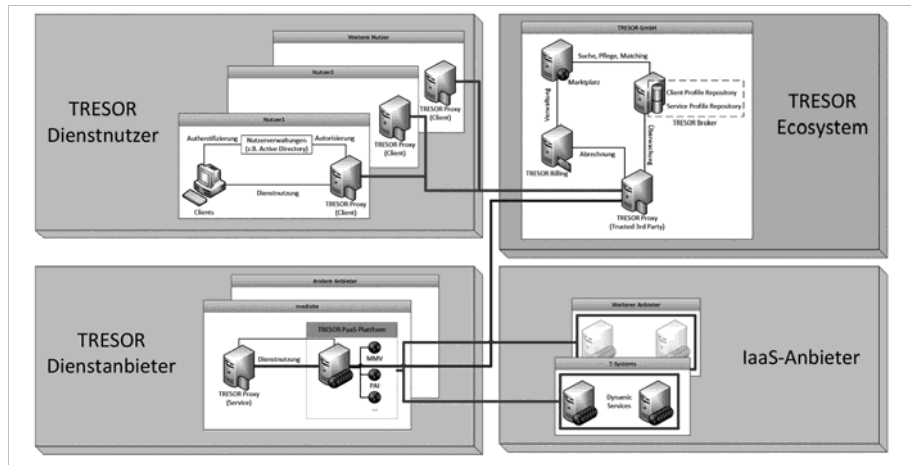 TRESOR
Dienstnutzer
Weitere Nutzer
TRESOR Proxy
(Client)
Nutzer2
TRESOR Proxy
(Client)
Nutzer1
Authentifizierung
Nutzerverwaltungen
(z.B. Active Directory)
Autorisierung
Dienstnutzung
Clients
TRESOR Proxy
(Client)
TRESOR GmbH
Suche, Pflege, Matching
Marktplatz
Client Profile Repository
Service Profile Repository
TRESOR Broker
Verwaltung
Überwachung
Abrechnung
TRESOR Billing
TRESOR Proxy
(Trusted 3rd Party)
TRESOR
Ecosystem
TRESOR
Dienstanbieter
Andere Anbieter
medisite
TRESOR PaaS Plattform
Dienstnutzung
MMV
PAI
...
TRESOR Proxy
(Service)
Weiterer Anbieter
T-Systems
Dynamic
Services
IaaS-Anbieter